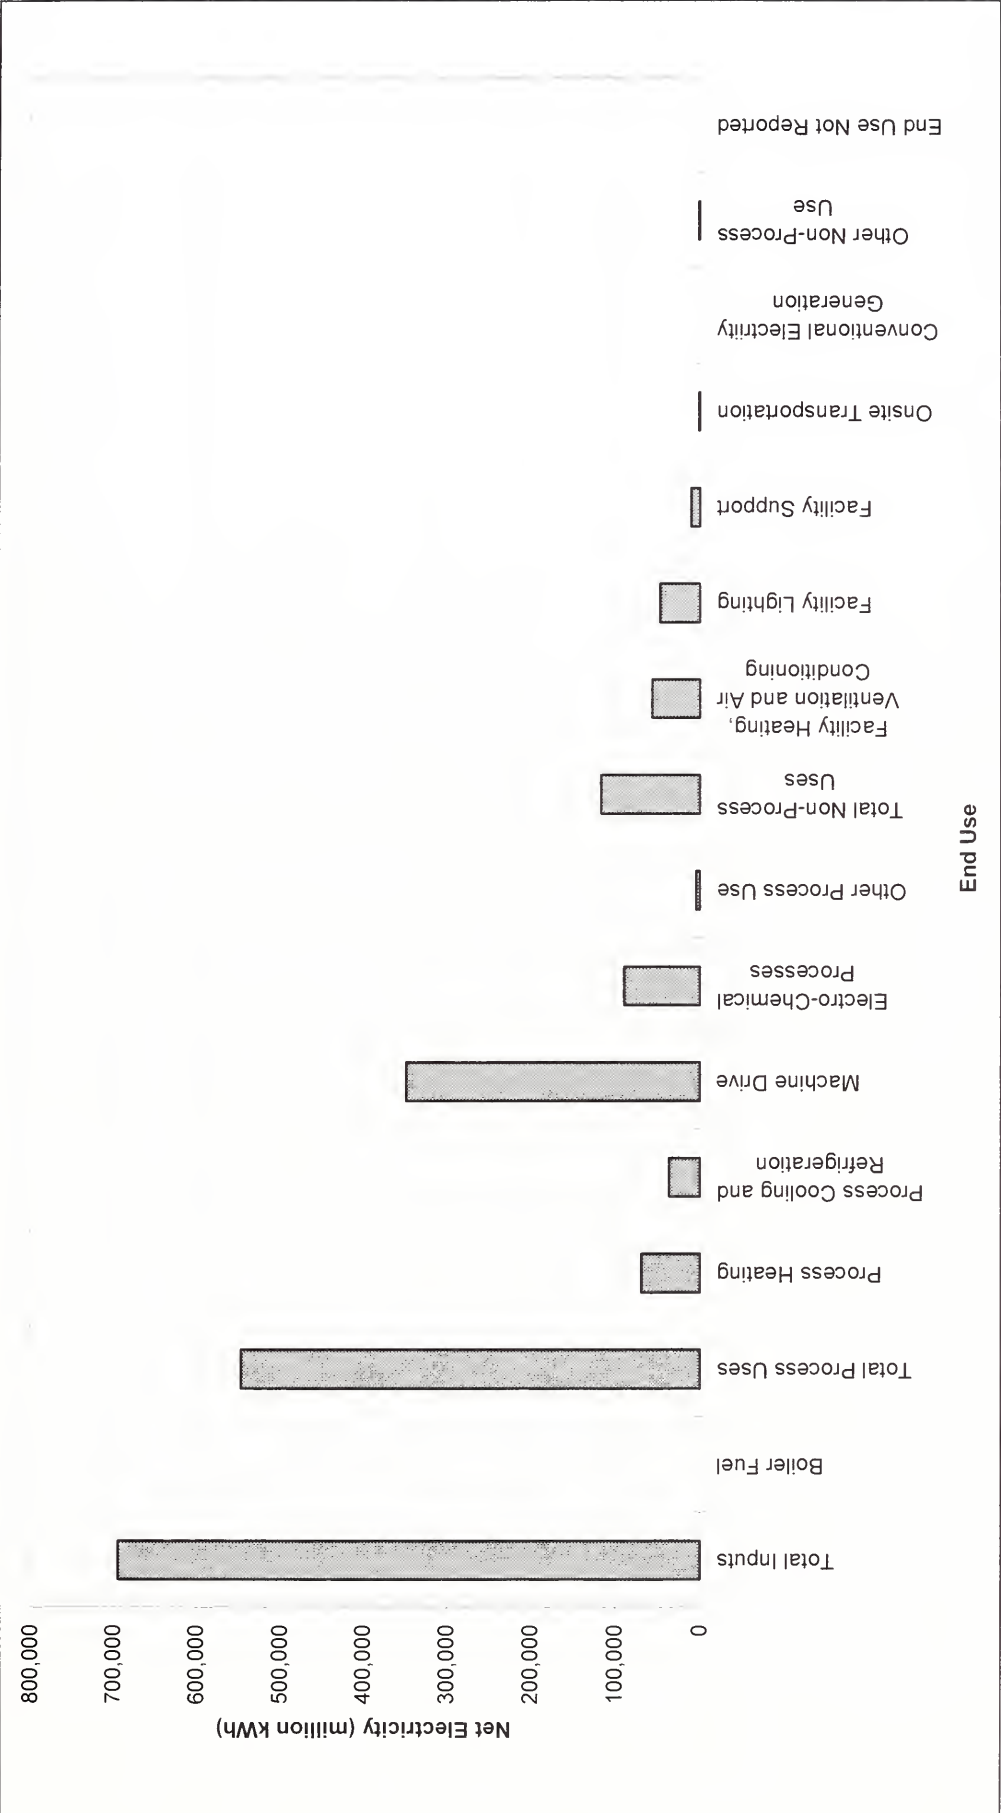 Net Electricity (million kWh)
800,000
700,000
600,000
500,000
400,000
300,000
200,000
100,000
0
Total Inputs
Boiler Fuel
Total Process Uses
Process Heating
Process Cooling and
Refrigeration
Machine Drive
Electro-Chemical
Processes
Other Process Use
Total Non-Process
Uses
Facility Heating,
Ventilation and Air
Conditioning
Facility Lighting
Facility Support
Onsite Transportation
Conventional Electriity
Generation
Other Non-Process
Use
End Use Not Reported
End Use